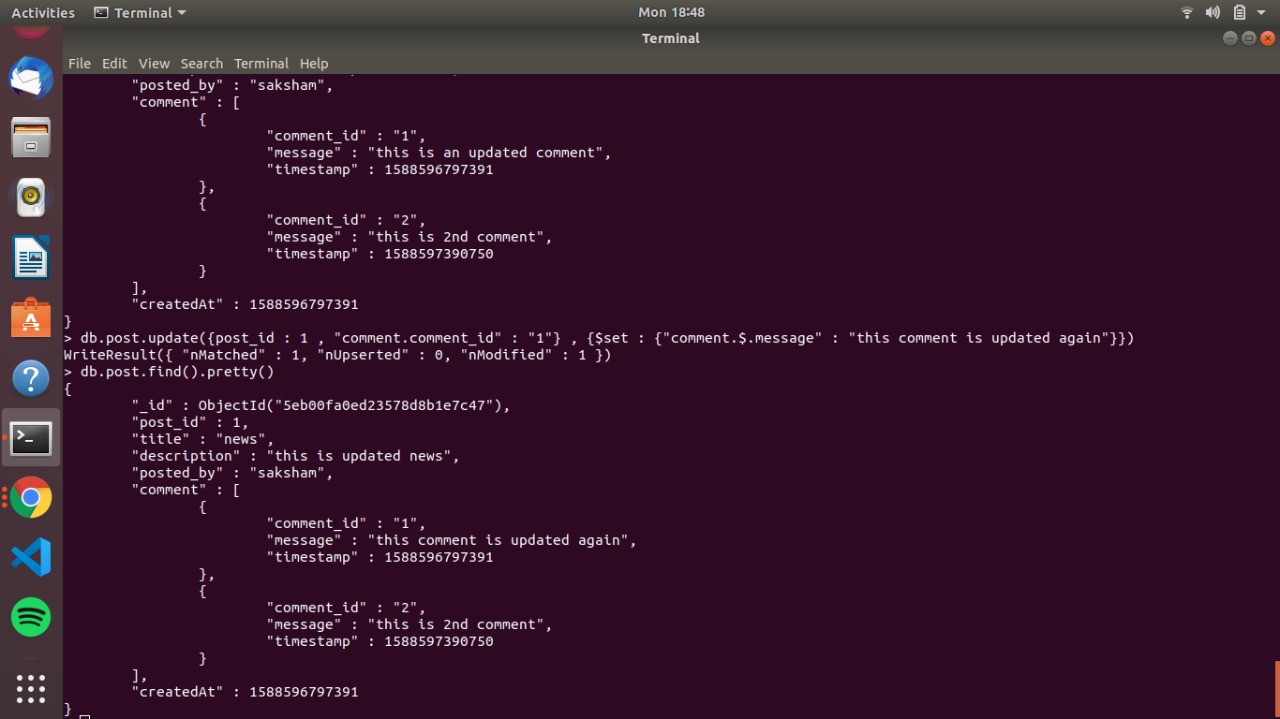 Activities Terminal Mon 18:48
Terminal
File Edit View Search Terminal Help
"posted_by" : "saksham",
"comment" : [
{
"comment_id" : "1",
"message" : "this is an updated comment",
"timestamp" : 1588596797391
},
{
"comment_id" : "2",
"message" : "this is 2nd comment",
"timestamp" : 1588597390750
}
],
"createdAt" : 1588596797391
}
> db.post.update({post_id : 1 , "comment.comment_id" : "1"} , {$set : {"comment.$.message" : "this comment is updated again"}})
WriteResult({ "nMatched" : 1, "nUpserted" : 0, "nModified" : 1 })
> db.post.find().pretty()
{
"_id" : ObjectId("5eb00fa0ed23578d8b1e7c47"),
"post_id" : 1,
"title" : "news",
"description" : "this is updated news",
"posted_by" : "saksham",
"comment" : [
{
"comment_id" : "1",
"message" : "this comment is updated again",
"timestamp" : 1588596797391
},
{
"comment_id" : "2",
"message" : "this is 2nd comment",
"timestamp" : 1588597390750
}
],
"createdAt" : 1588596797391
}